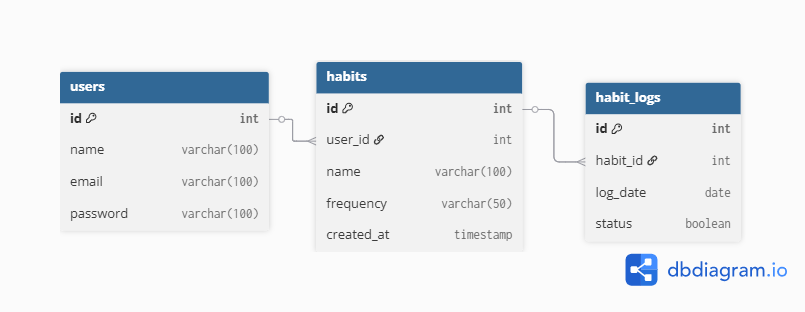 users
id int
name varchar(100)
email varchar(100)
password varchar(100)
habits
id int
user_id int
name varchar(100)
frequency varchar(50)
created_at timestamp
habit_logs
id int
habit_id int
log_date date
status boolean
dbdiagram.io